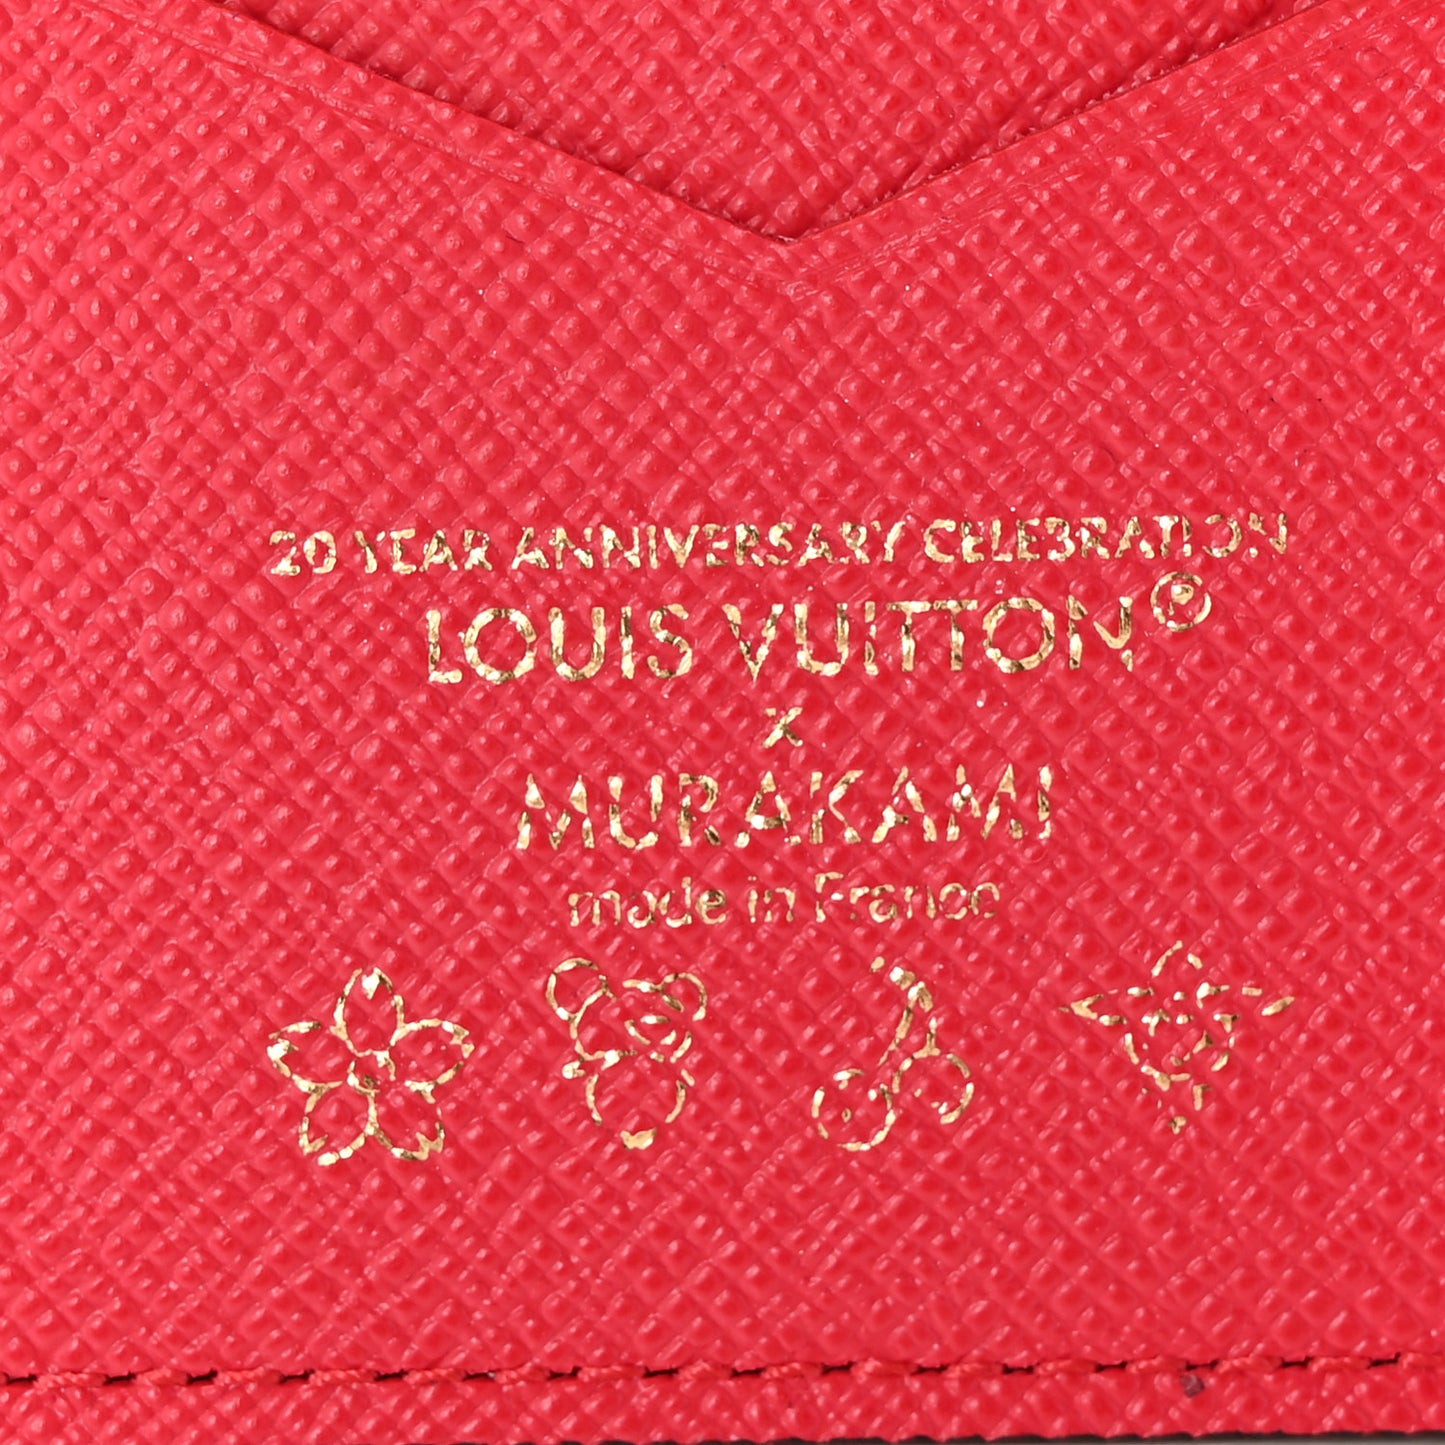 20 YEAR ANNIVERSARY CELEBRATION
LOUIS VUITTON ®
x
MURAKAMI
made in France